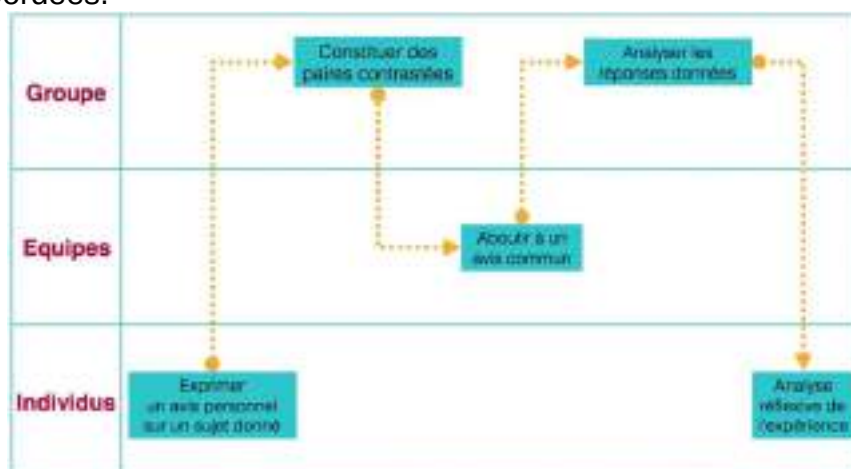 Constituer des
paires contrastées
Analyser les
réponses données
Groupe
Equipes
Aboutir à un
avis commun
Individus
Exprimer
un avis personnel
sur un sujet donné
Analyse
réflexive de
l'expérience